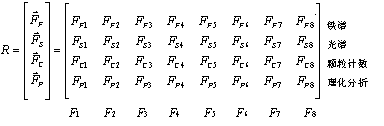 R = [F⃗_F F⃗_S F⃗_C F⃗_P] = [F_F1 F_F2 F_F3 F_F4 F_F5 F_F6 F_F7 F_F8 铁谱
F_S1 F_S2 F_S3 F_S4 F_S5 F_S6 F_S7 F_S8 光谱
F_C1 F_C2 F_C3 F_C4 F_C5 F_C6 F_C7 F_C8 颗粒计数
F_P1 F_P2 F_P3 F_P4 F_P5 F_P6 F_P7 F_P8] 理化分析
F1 F2 F3 F4 F5 F6 F7 F8